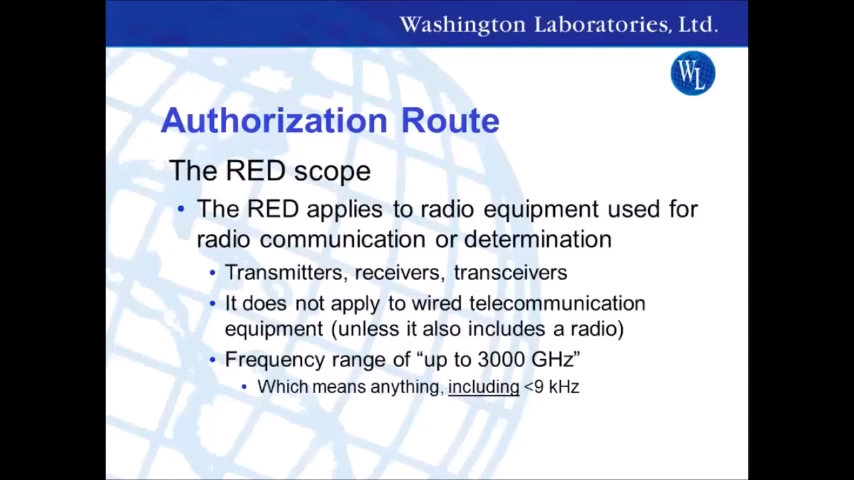 Washington Laboratories, Ltd.
WL
Authorization Route
The RED scope
• The RED applies to radio equipment used for
radio communication or determination
• Transmitters, receivers, transceivers
• It does not apply to wired telecommunication
equipment (unless it also includes a radio)
• Frequency range of “up to 3000 GHz”
• Which means anything, including <9 kHz